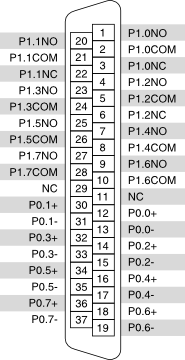 1 P1.0NO
P1.1NO 20
2 P1.0COM
P1.1COM 21
3 P1.0NC
P1.1NC 22
4 P1.2NO
P1.3NO 23
5 P1.2COM
P1.3COM 24
6 P1.2NC
P1.5NO 25
7 P1.4NO
P1.5COM 26
8 P1.4COM
P1.7NO 27
9 P1.6NO
P1.7COM 28
10 P1.6COM
NC 29
11 NC
P0.1+ 30
12 P0.0+
P0.1- 31
13 P0.0-
P0.3+ 32
14 P0.2+
P0.3- 33
15 P0.2-
P0.5+ 34
16 P0.4+
P0.5- 35
17 P0.4-
P0.7+ 36
18 P0.6+
P0.7- 37
19 P0.6-